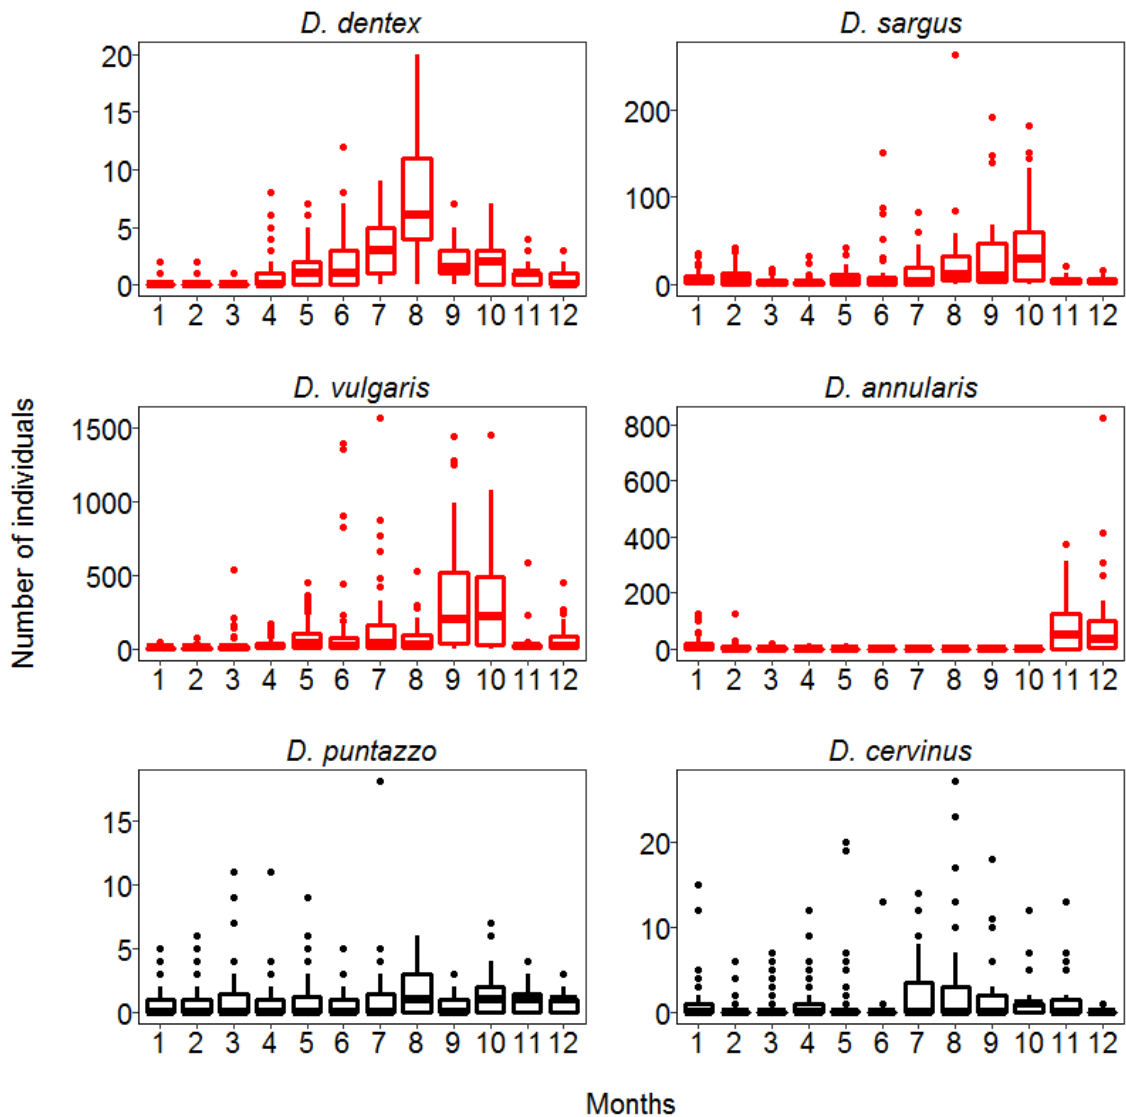 D. dentex
20
15
10
5
0
1 2 3 4 5 6 7 8 9 10 11 12
D. sargus
200
100
0
1 2 3 4 5 6 7 8 9 10 11 12
Number of individuals
D. vulgaris
1500
1000
500
0
1 2 3 4 5 6 7 8 9 10 11 12
D. annularis
800
600
400
200
0
1 2 3 4 5 6 7 8 9 10 11 12
D. puntazzo
15
10
5
0
1 2 3 4 5 6 7 8 9 10 11 12
D. cervinus
20
10
0
1 2 3 4 5 6 7 8 9 10 11 12
Months